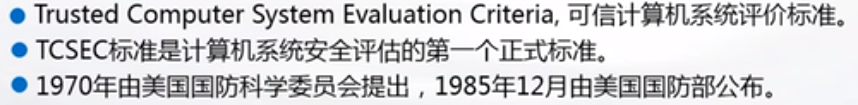 ● Trusted Computer System Evaluation Criteria, 可信计算机系统评价标准。
● TCSEC标准是计算机系统安全评估的第一个正式标准。
● 1970年由美国国防科学委员会提出，1985年12月由美国国防部公布。